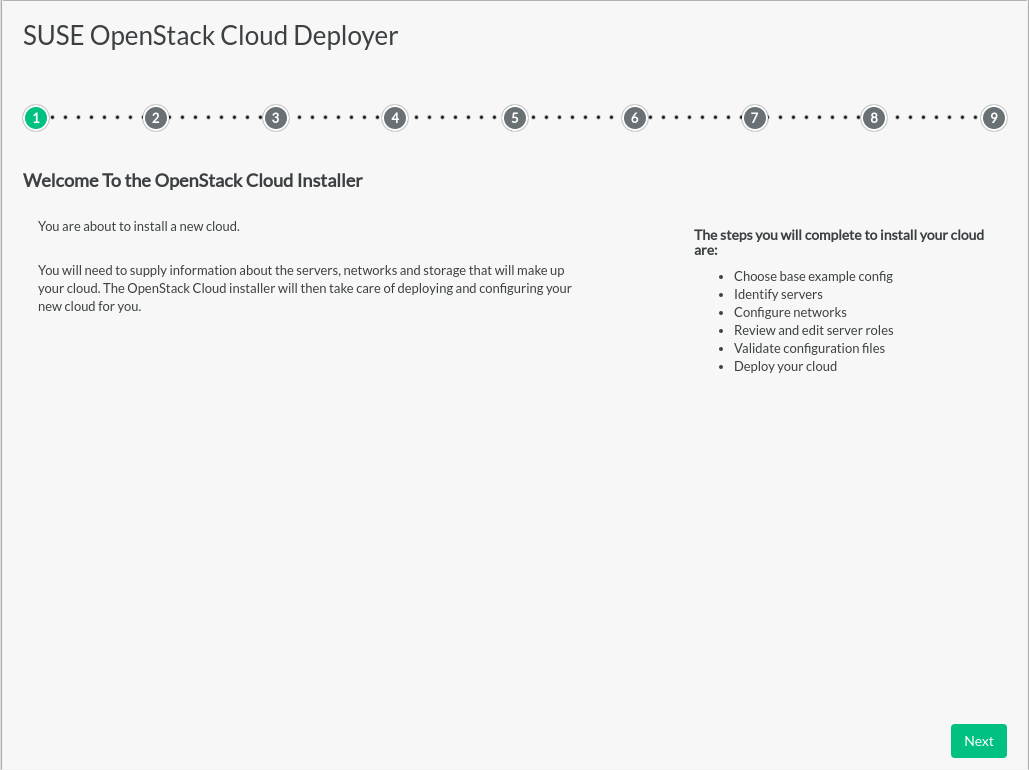 SUSE OpenStack Cloud Deployer
1 2 3 4 5 6 7 8 9
Welcome To the OpenStack Cloud Installer
You are about to install a new cloud.
You will need to supply information about the servers, networks and storage that will make up
your cloud. The OpenStack Cloud installer will then take care of deploying and configuring your
new cloud for you.
The steps you will complete to install your cloud
are:
• Choose base example config
• Identify servers
• Configure networks
• Review and edit server roles
• Validate configuration files
• Deploy your cloud
Next